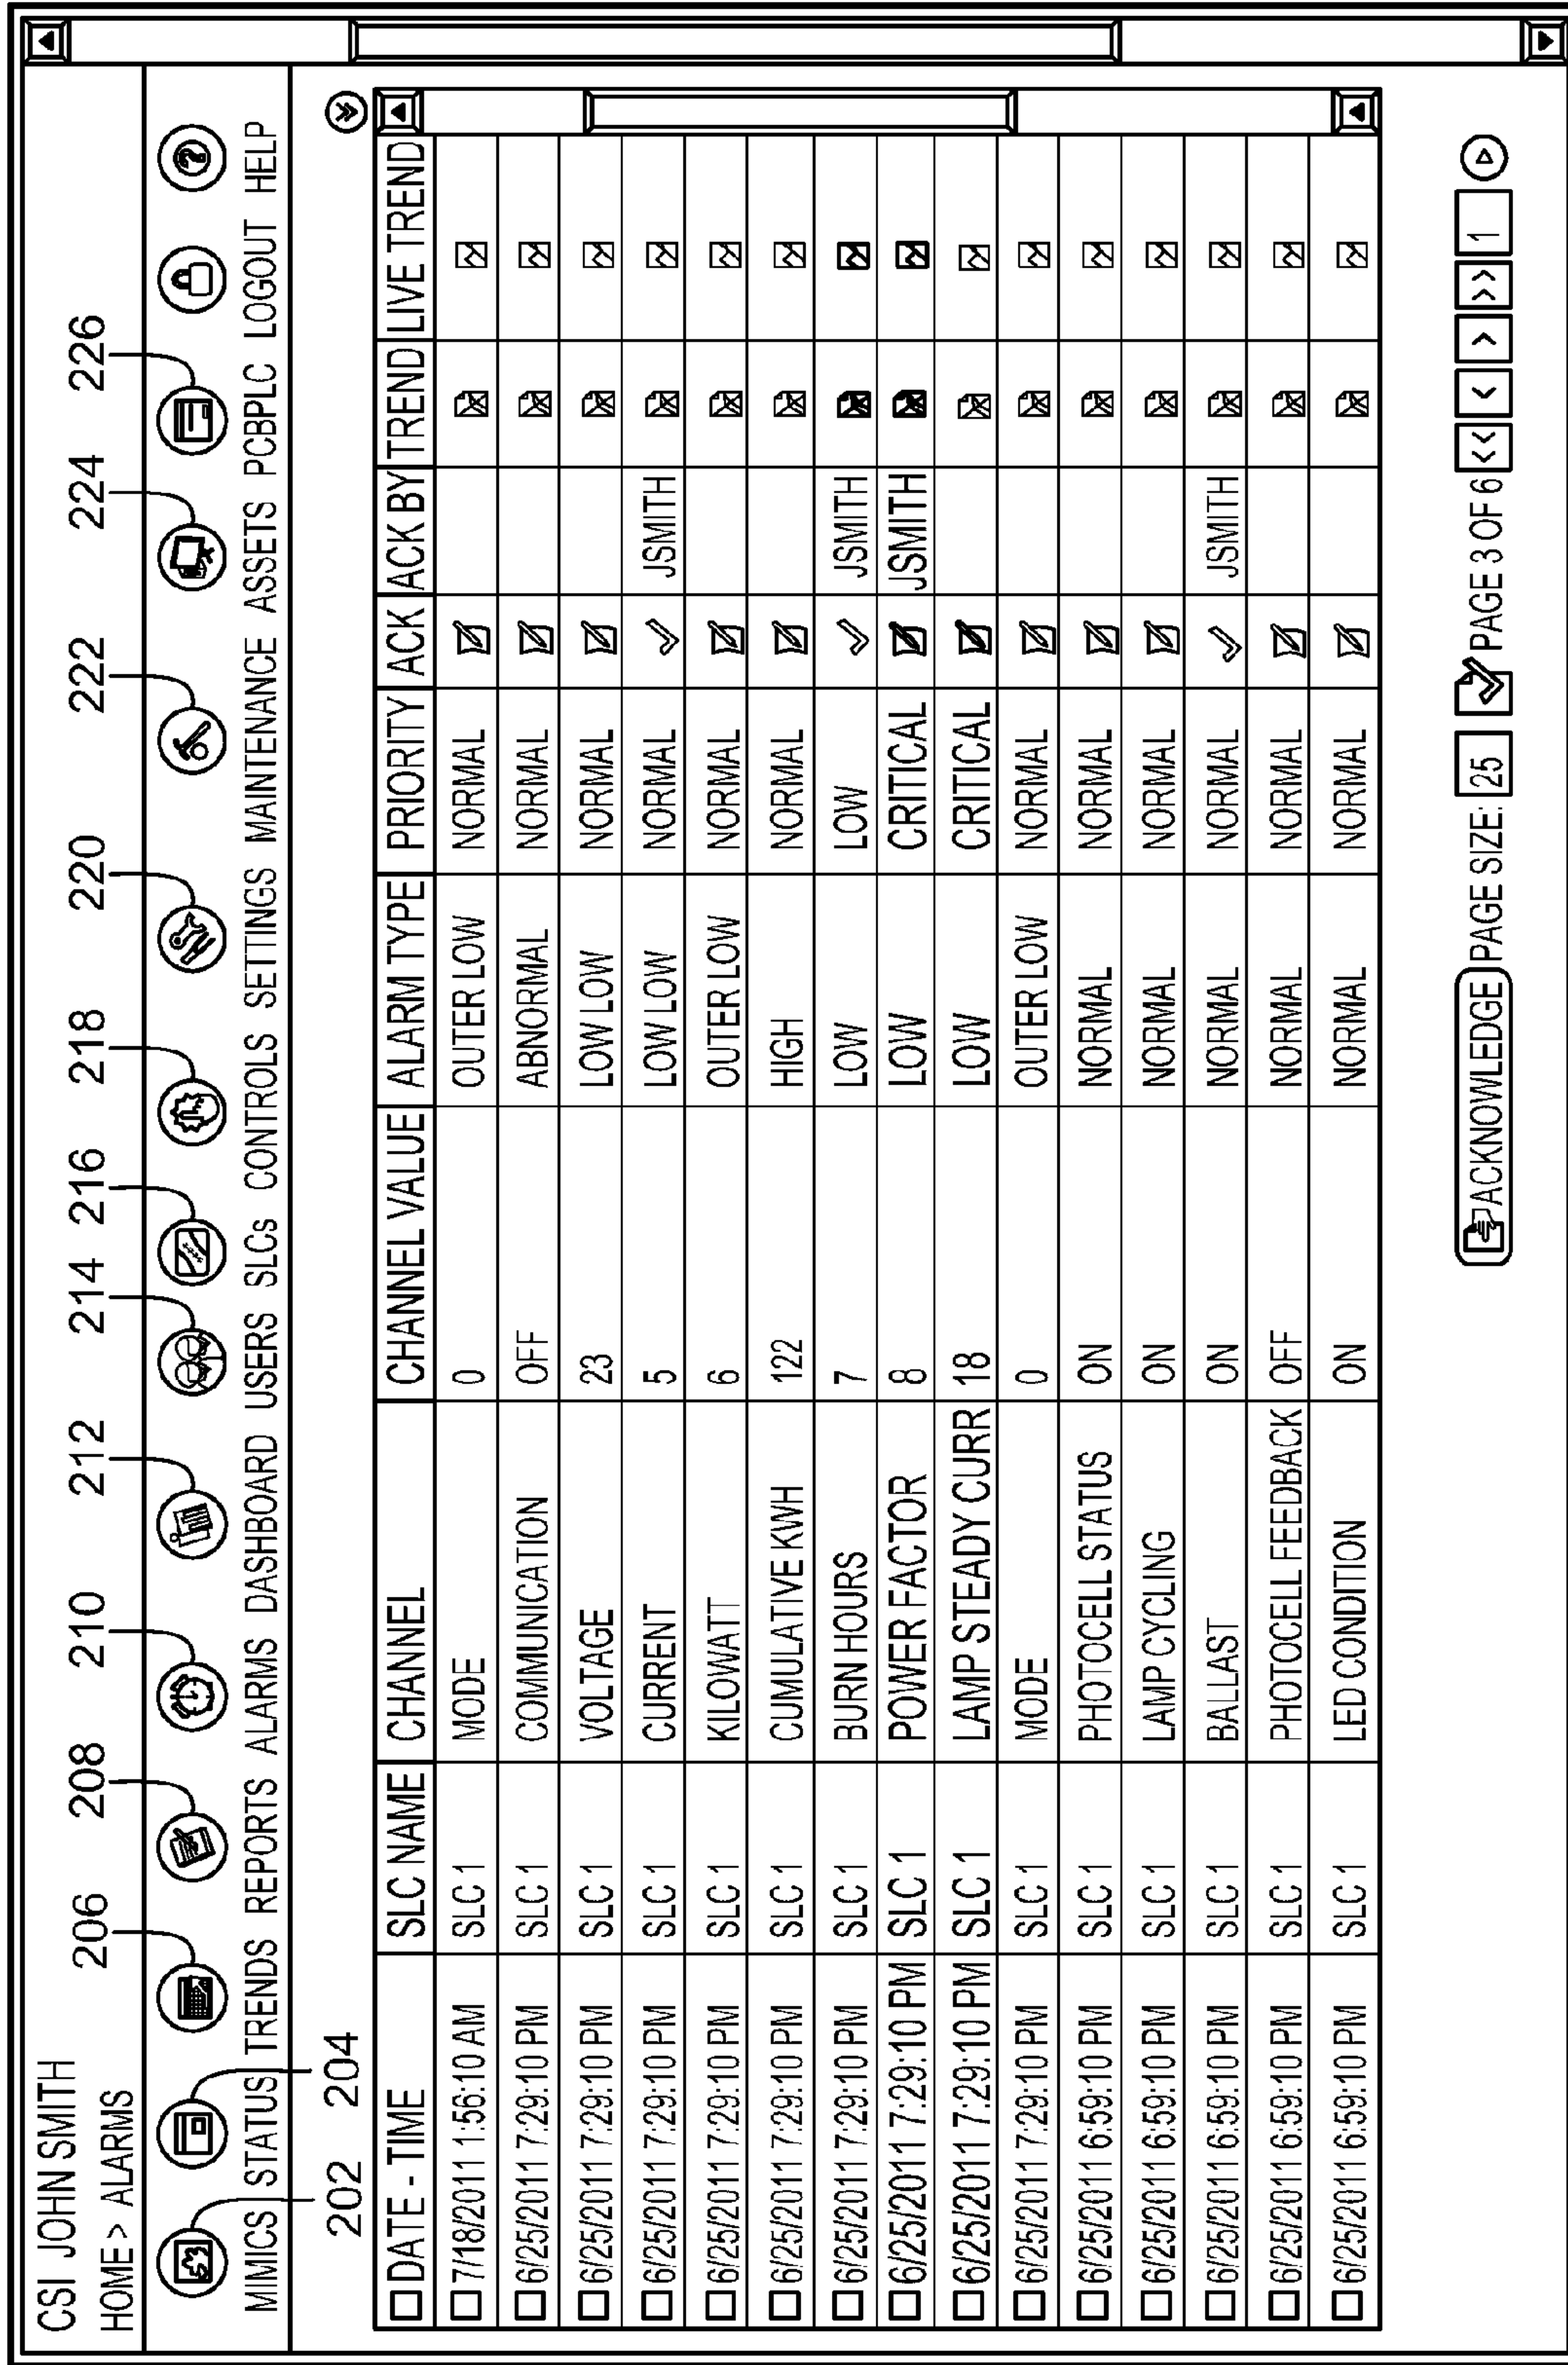 CSI JOHN SMITH
HOME > ALARMS
206 208 210 212 214 216 218 220 222 224 226
MIMICS STATUS TRENDS REPORTS ALARMS DASHBOARD USERS SLCs CONTROLS SETTINGS MAINTENANCE ASSETS PCBPLC LOGOUT HELP
202 204
DATE - TIME SLC NAME CHANNEL CHANNEL VALUE ALARM TYPE PRIORITY ACK ACK BY TREND LIVE TREND
7/18/2011 1:56:10 AM SLC 1 MODE 0 OUTER LOW NORMAL
6/25/2011 7:29:10 PM SLC 1 COMMUNICATION OFF ABNORMAL NORMAL
6/25/2011 7:29:10 PM SLC 1 VOLTAGE 23 LOW LOW NORMAL
6/25/2011 7:29:10 PM SLC 1 CURRENT 5 LOW LOW NORMAL JSMITH
6/25/2011 7:29:10 PM SLC 1 KILOWATT 6 OUTER LOW NORMAL
6/25/2011 7:29:10 PM SLC 1 CUMULATIVE KWH 122 HIGH NORMAL
6/25/2011 7:29:10 PM SLC 1 BURN HOURS 7 LOW LOW JSMITH
6/25/2011 7:29:10 PM SLC 1 POWER FACTOR 8 LOW CRITICAL JSMITH
6/25/2011 7:29:10 PM SLC 1 LAMP STEADY CURR 18 LOW CRITICAL
6/25/2011 7:29:10 PM SLC 1 MODE 0 OUTER LOW NORMAL
6/25/2011 6:59:10 PM SLC 1 PHOTOCELL STATUS ON NORMAL NORMAL
6/25/2011 6:59:10 PM SLC 1 LAMP CYCLING ON NORMAL NORMAL
6/25/2011 6:59:10 PM SLC 1 BALLAST ON NORMAL NORMAL JSMITH
6/25/2011 6:59:10 PM SLC 1 PHOTOCELL FEEDBACK OFF NORMAL NORMAL
6/25/2011 6:59:10 PM SLC 1 LED CONDITION ON NORMAL NORMAL
ACKNOWLEDGE PAGE SIZE: 25 PAGE 3 OF 6 << < > >> 1